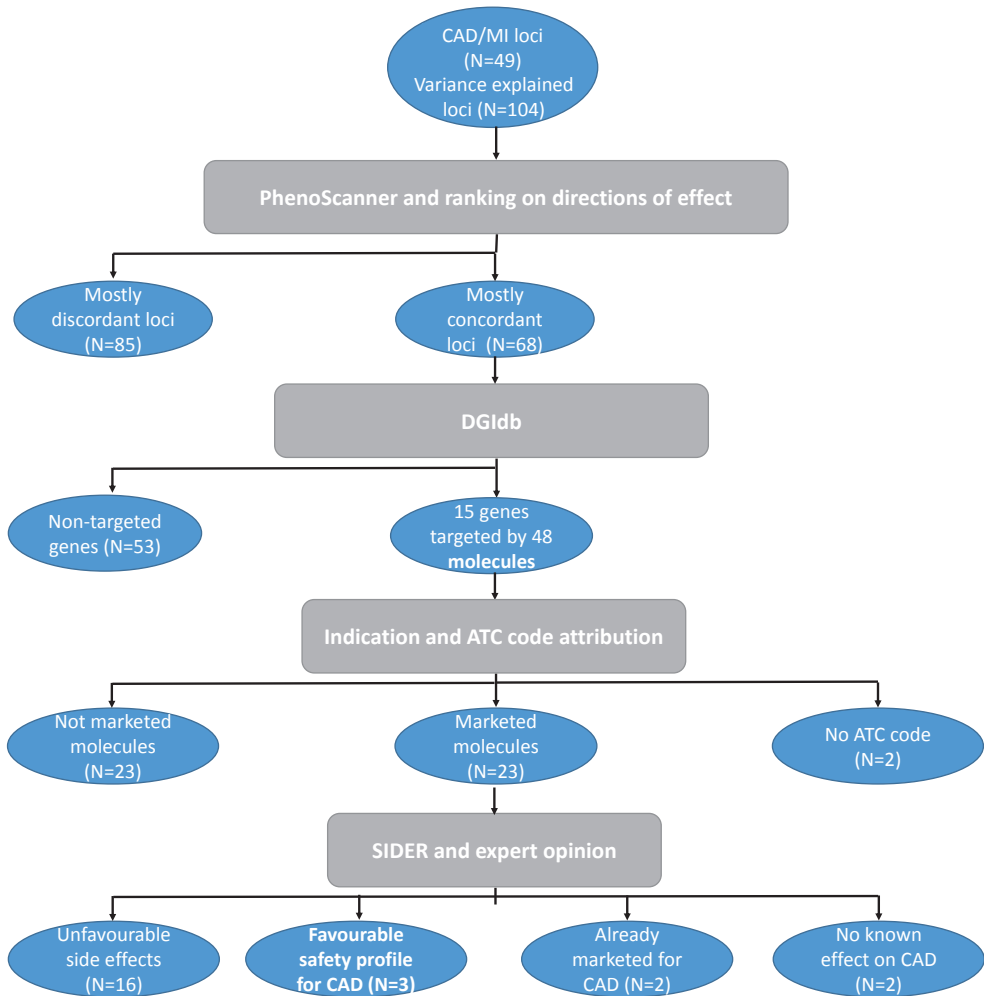 CAD/MI loci
(N=49)
Variance explained
loci (N=104)
PhenoScanner and ranking on directions of effect
Mostly
discordant loci
(N=85)
Mostly
concordant
loci (N=68)
DGIdb
Non-targeted
genes (N=53)
15 genes
targeted by 48
molecules
Indication and ATC code attribution
Not marketed
molecules
(N=23)
Marketed
molecules
(N=23)
No ATC code
(N=2)
SIDER and expert opinion
Unfavourable
side effects
(N=16)
Favourable
safety profile
for CAD (N=3)
Already
marketed for
CAD (N=2)
No known
effect on CAD
(N=2)